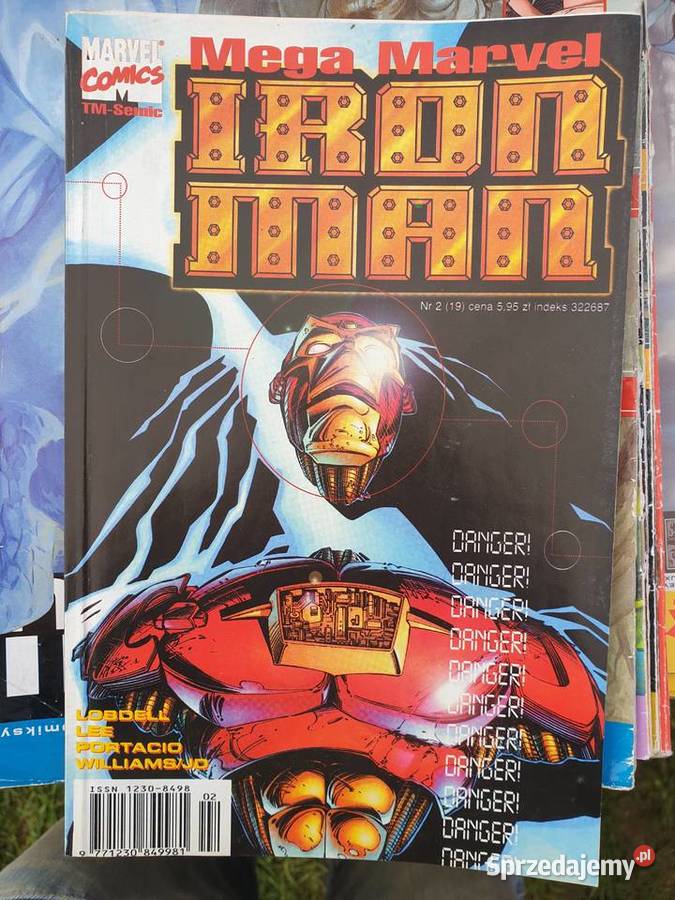 MARVEL
COMICS
M
TM-Semic
Mega Marvel
IRON
MAN
Nr 2 (19) cena 5,95 zł indeks 322687
DANGER!
DANGER!
DANGER!
DANGER!
DANGER!
DANGER!
DANGER!
DANGER!
DANGER!
DANGER!
DANGER!
LOBDELL
LEE
PORTACIO
WILLIAMS/JD
ISSN 1230-8498
02
9 771230 849981
omiksy
Sprzedajemy.pl